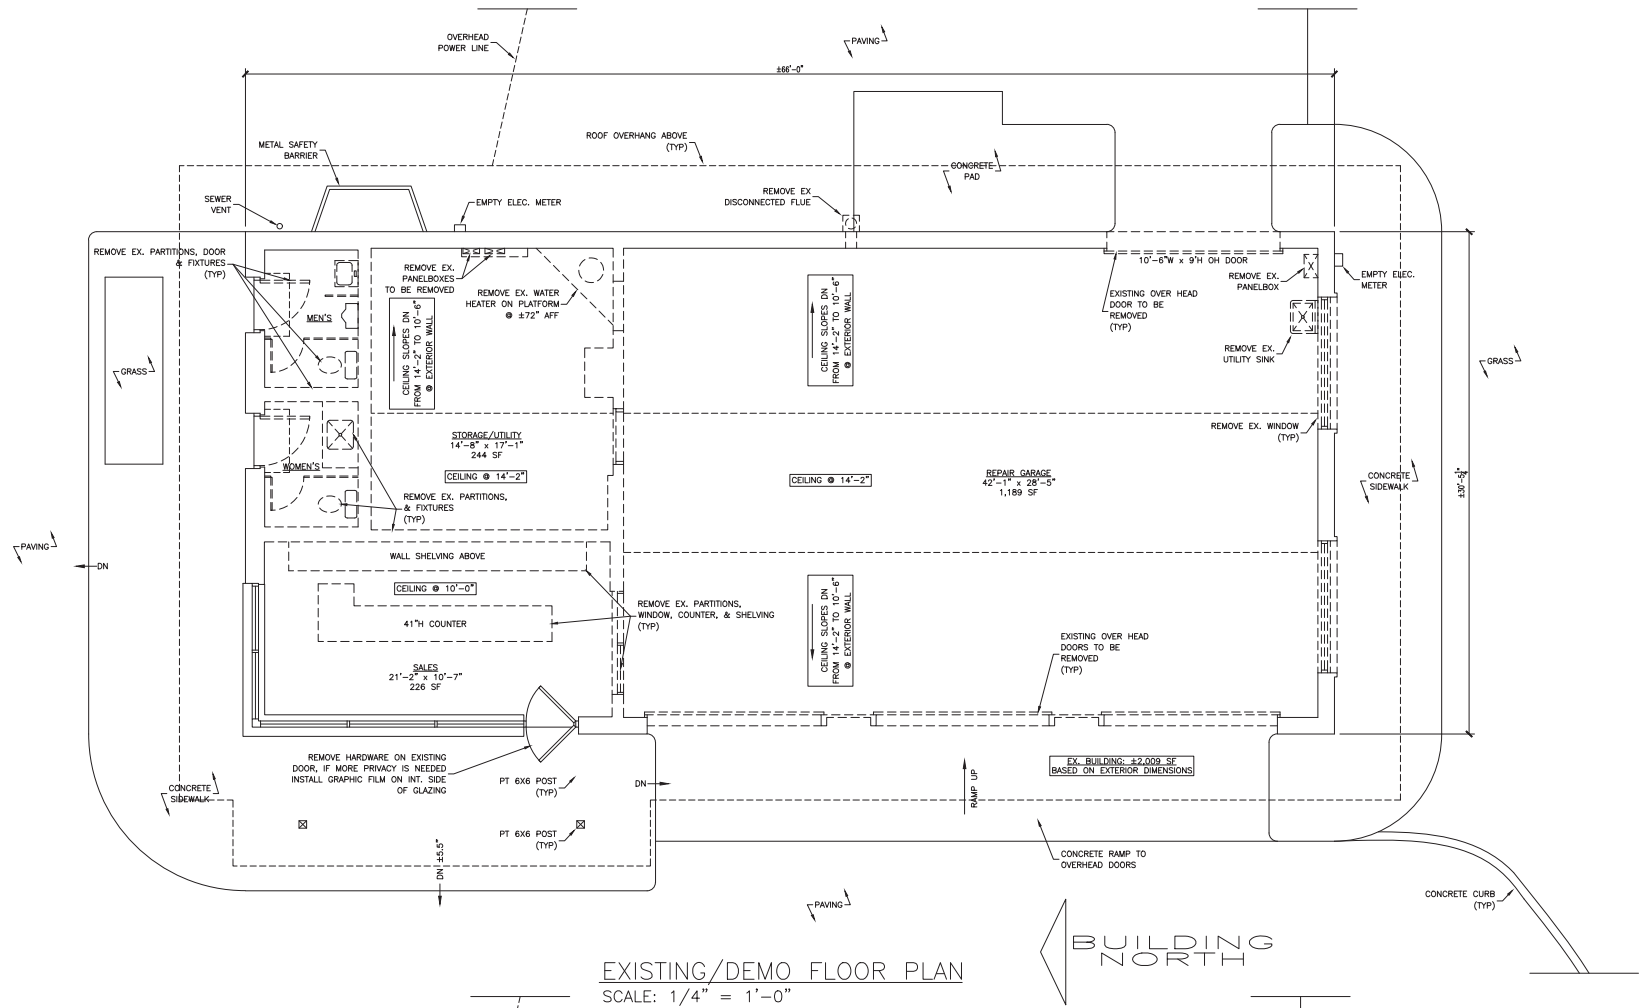 OVERHEAD
POWER LINE
PAVING
±66'-0"
METAL SAFETY
BARRIER
ROOF OVERHANG ABOVE
(TYP)
CONCRETE
PAD
SEWER
VENT
EMPTY ELEC. METER
REMOVE EX
DISCONNECTED FLUE
REMOVE EX. PARTITIONS, DOOR
& FIXTURES
(TYP)
REMOVE EX.
PANELBOXES
TO BE REMOVED
REMOVE EX. WATER
HEATER ON PLATFORM
@ ±72" AFF
10'-6"W x 9'H OH DOOR
REMOVE EX.
PANELBOX
EMPTY ELEC.
METER
EXISTING OVER HEAD
DOOR TO BE
REMOVED
(TYP)
MEN'S
CEILING SLOPES DN
FROM 14'-2" TO 10'-6"
@ EXTERIOR WALL
CEILING SLOPES DN
FROM 14'-2" TO 10'-6"
@ EXTERIOR WALL
REMOVE EX.
UTILITY SINK
GRASS
GRASS
REMOVE EX. WINDOW
(TYP)
STORAGE/UTILITY
14'-8" x 17'-1"
244 SF
CEILING @ 14'-2"
WOMEN'S
CEILING @ 14'-2"
REPAIR GARAGE
42'-1" x 28'-5"
1,189 SF
CONCRETE
SIDEWALK
±30'-5¼"
REMOVE EX. PARTITIONS,
& FIXTURES
(TYP)
PAVING
DN
WALL SHELVING ABOVE
CEILING @ 10'-0"
41"H COUNTER
REMOVE EX. PARTITIONS,
WINDOW, COUNTER, & SHELVING
(TYP)
CEILING SLOPES DN
FROM 14'-2" TO 10'-6"
@ EXTERIOR WALL
EXISTING OVER HEAD
DOORS TO BE
REMOVED
(TYP)
SALES
21'-2" x 10'-7"
226 SF
REMOVE HARDWARE ON EXISTING
DOOR, IF MORE PRIVACY IS NEEDED
INSTALL GRAPHIC FILM ON INT. SIDE
OF GLAZING
PT 6X6 POST
(TYP)
DN
RAMP UP
EX. BUILDING: ±2,009 SF
BASED ON EXTERIOR DIMENSIONS
CONCRETE
SIDEWALK
PT 6X6 POST
(TYP)
DN ±5.5"
CONCRETE RAMP TO
OVERHEAD DOORS
PAVING
CONCRETE CURB
(TYP)
BUILDING
NORTH
EXISTING/DEMO FLOOR PLAN
SCALE: 1/4" = 1'-0"